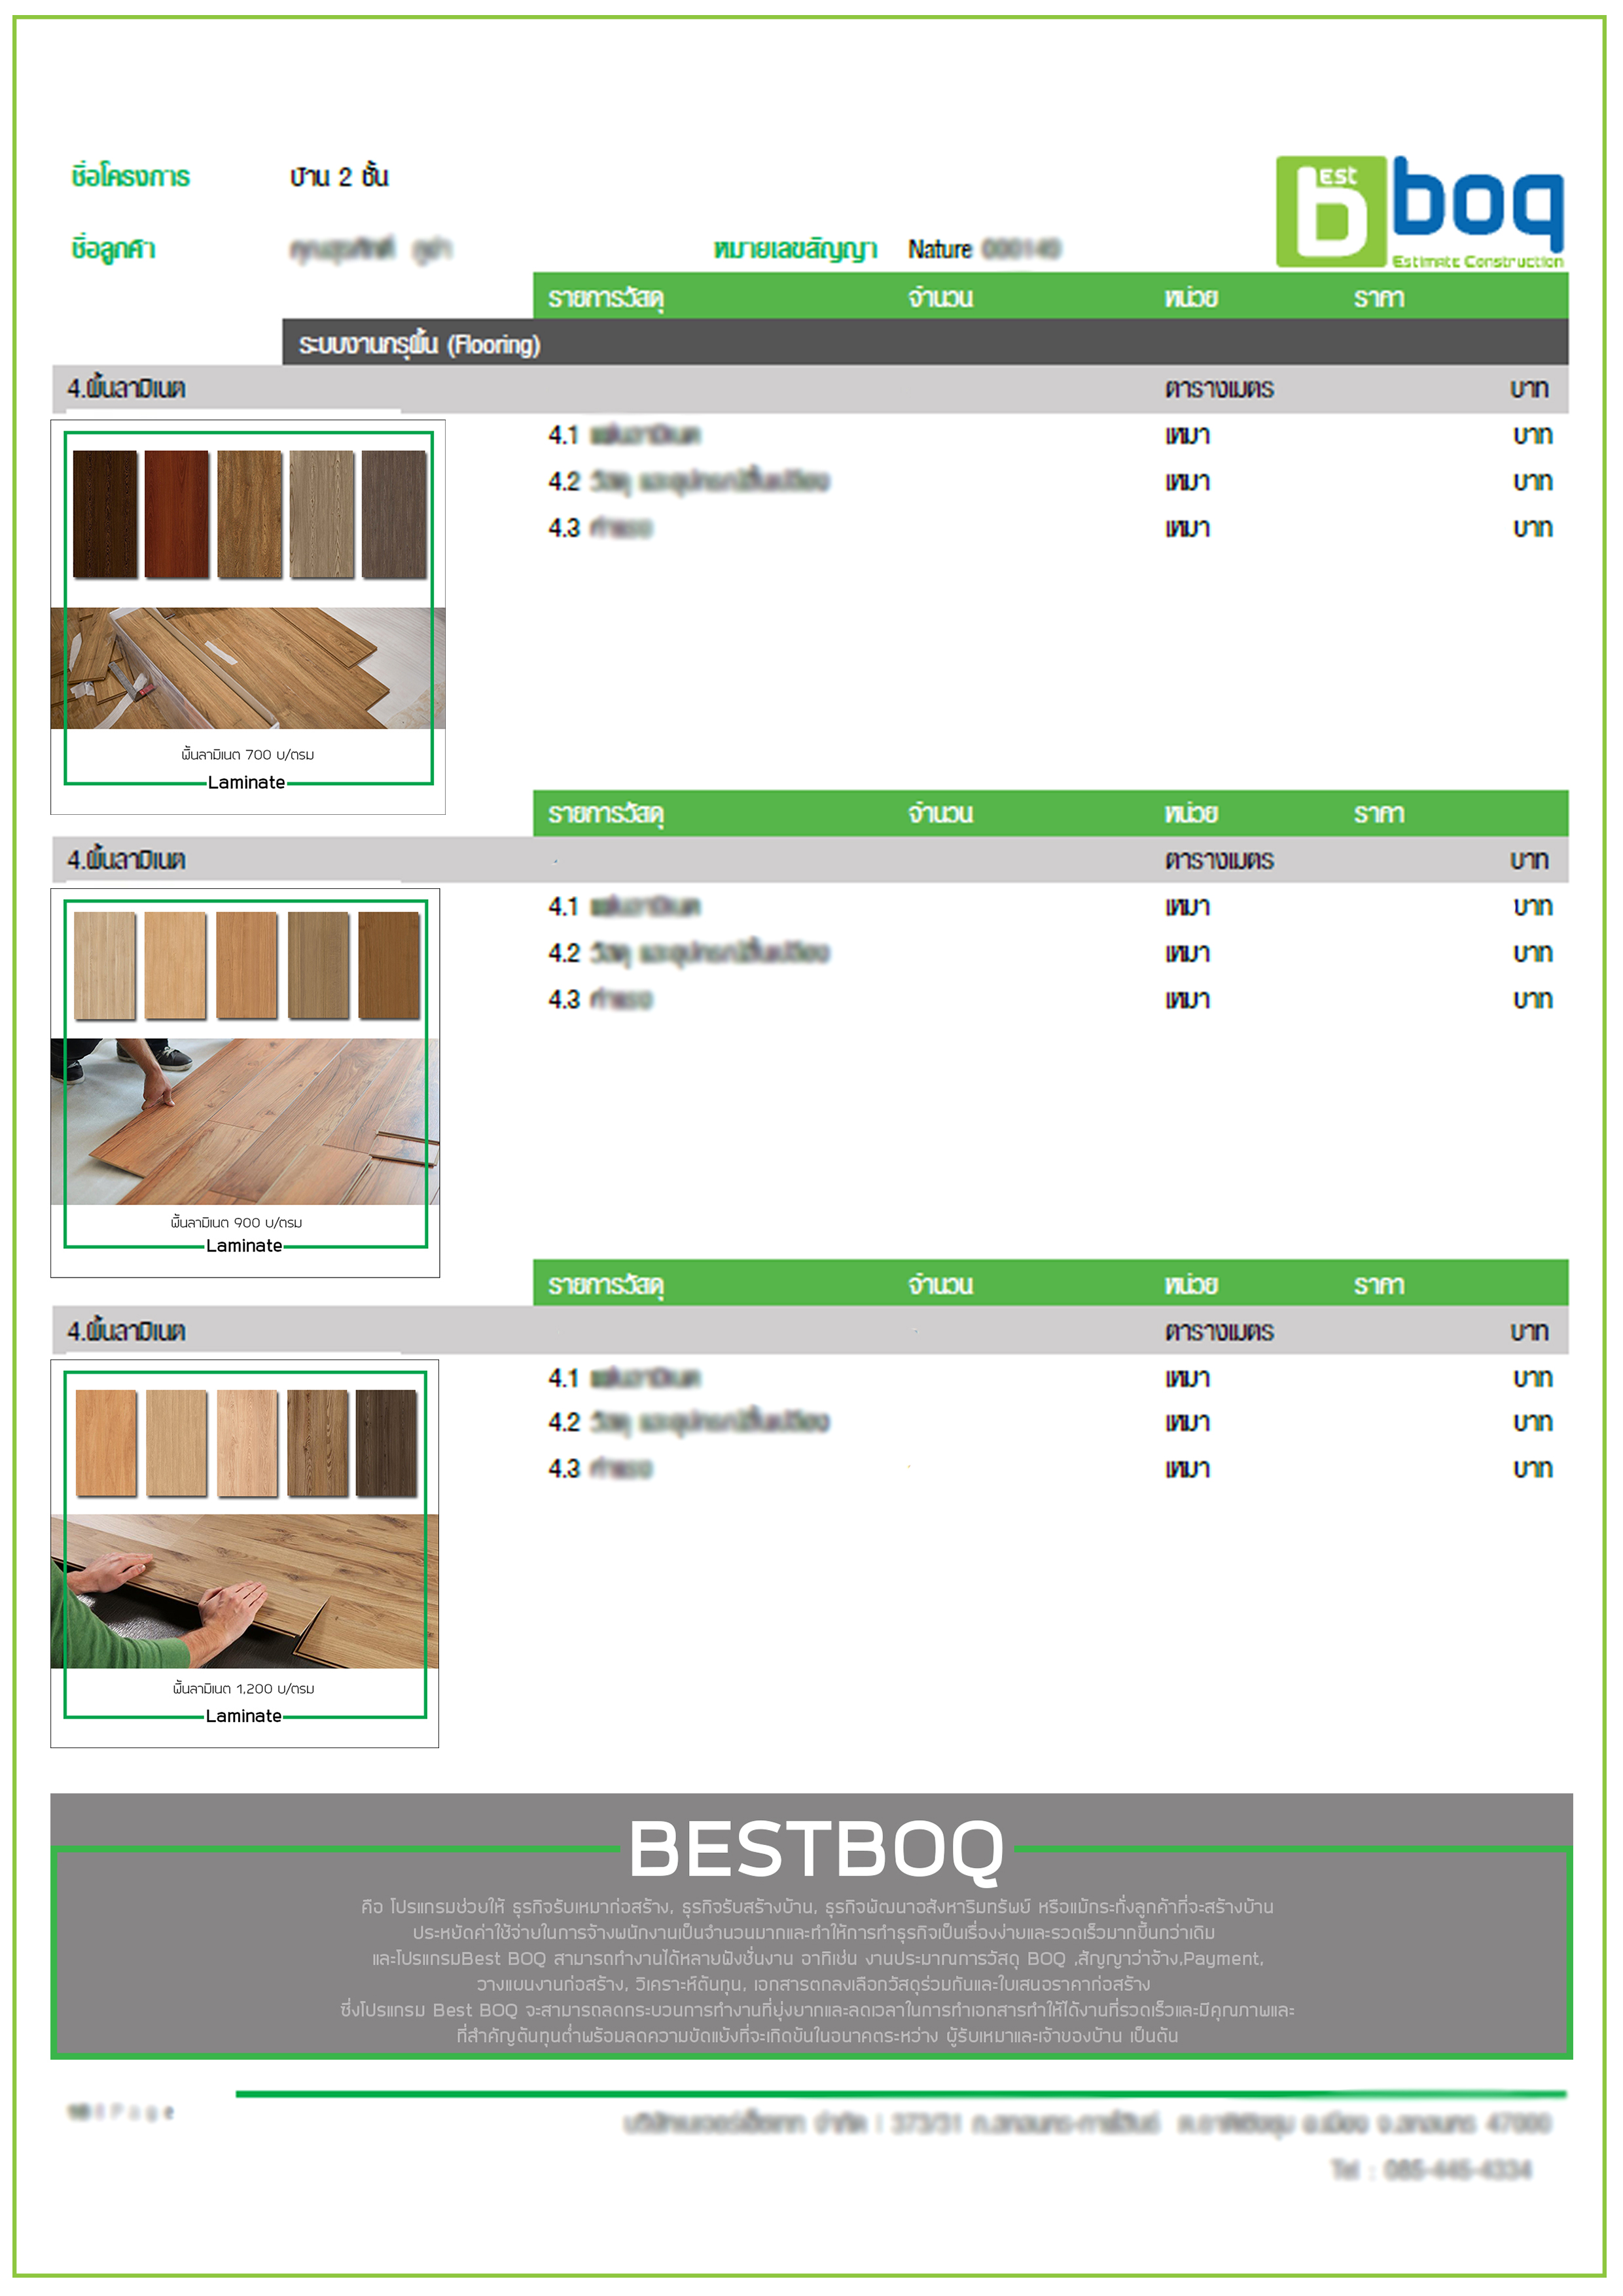 ชื่อโครงการ บ้าน 2 ชั้น
EST
b boq
Estimate Construction
ชื่อลูกค้า หมายเลขสัญญา Nature
รายการวัสดุ จำนวน หน่วย ราคา
ระบบงานกรุพื้น (Flooring)
4.พื้นลามิเนต ตารางเมตร บาท
4.1 เหมา บาท
4.2 เหมา บาท
4.3 เหมา บาท
พื้นลามิเนต 700 บ/ตรม
Laminate
รายการวัสดุ จำนวน หน่วย ราคา
4.พื้นลามิเนต ตารางเมตร บาท
4.1 เหมา บาท
4.2 เหมา บาท
4.3 เหมา บาท
พื้นลามิเนต 900 บ/ตรม
Laminate
รายการวัสดุ จำนวน หน่วย ราคา
4.พื้นลามิเนต ตารางเมตร บาท
4.1 เหมา บาท
4.2 เหมา บาท
4.3 เหมา บาท
พื้นลามิเนต 1,200 บ/ตรม
Laminate
BESTBOQ
คือ โปรแกรมช่วยให้ ธุรกิจรับเหมาก่อสร้าง, ธุรกิจรับสร้างบ้าน, ธุรกิจพัฒนาอสังหาริมทรัพย์ หรือแม้กระทั่งลูกค้าที่จะสร้างบ้าน
ประหยัดค่าใช้จ่ายในการจ้างพนักงานเป็นจำนวนมากและทำให้การทำธุรกิจเป็นเรื่องง่ายและรวดเร็วมากขึ้นกว่าเดิม
และโปรแกรมBest BOQ สามารถทำงานได้หลายฟังชั่นงาน อาทิเช่น งานประมาณการวัสดุ BOQ ,สัญญาว่าจ้าง,Payment,
วางแผนงานก่อสร้าง, วิเคราะห์ต้นทุน, เอกสารตกลงเลือกวัสดุร่วมกันและใบเสนอราคาก่อสร้าง
ซึ่งโปรแกรม Best BOQ จะสามารถลดกระบวนการทำงานที่ยุ่งยากและลดเวลาในการทำเอกสารทำให้ได้งานที่รวดเร็วและมีคุณภาพและ
ที่สำคัญต้นทุนต่ำพร้อมลดความขัดแย้งที่จะเกิดขึ้นในอนาคตระหว่าง ผู้รับเหมาและเจ้าของบ้าน เป็นต้น